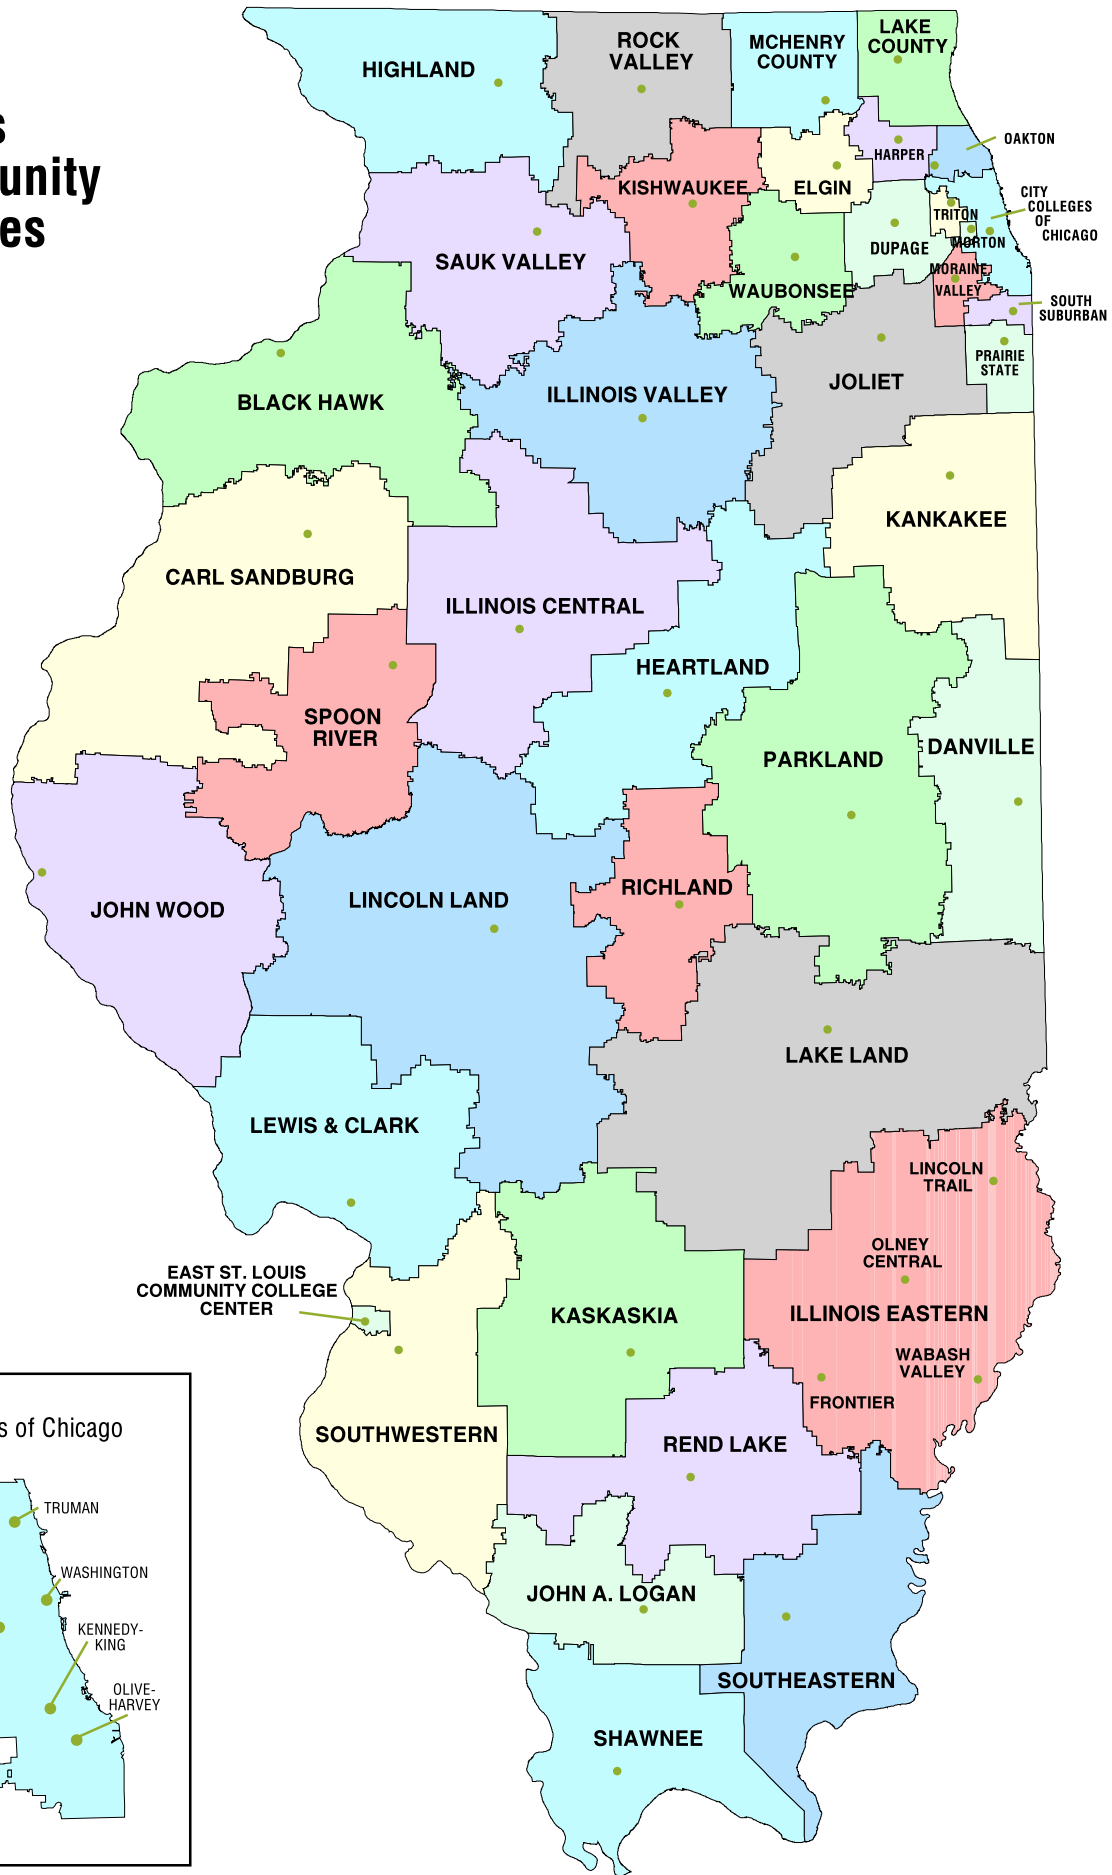 s
unity
es
HIGHLAND
ROCK
VALLEY
MCHENRY
COUNTY
LAKE
COUNTY
OAKTON
HARPER
KISHWAUKEE
ELGIN
CITY
COLLEGES
OF
CHICAGO
TRITON
MORTON
DUPAGE
SAUK VALLEY
MORAINE
VALLEY
WAUBONSEE
SOUTH
SUBURBAN
PRAIRIE
STATE
JOLIET
BLACK HAWK
ILLINOIS VALLEY
KANKAKEE
CARL SANDBURG
ILLINOIS CENTRAL
HEARTLAND
SPOON
RIVER
DANVILLE
PARKLAND
RICHLAND
LINCOLN LAND
JOHN WOOD
LAKE LAND
LEWIS & CLARK
LINCOLN
TRAIL
OLNEY
CENTRAL
EAST ST. LOUIS
COMMUNITY COLLEGE
CENTER
KASKASKIA
ILLINOIS EASTERN
WABASH
VALLEY
FRONTIER
SOUTHWESTERN
REND LAKE
JOHN A. LOGAN
SOUTHEASTERN
SHAWNEE
s of Chicago
TRUMAN
WASHINGTON
KENNEDY-
KING
OLIVE-
HARVEY